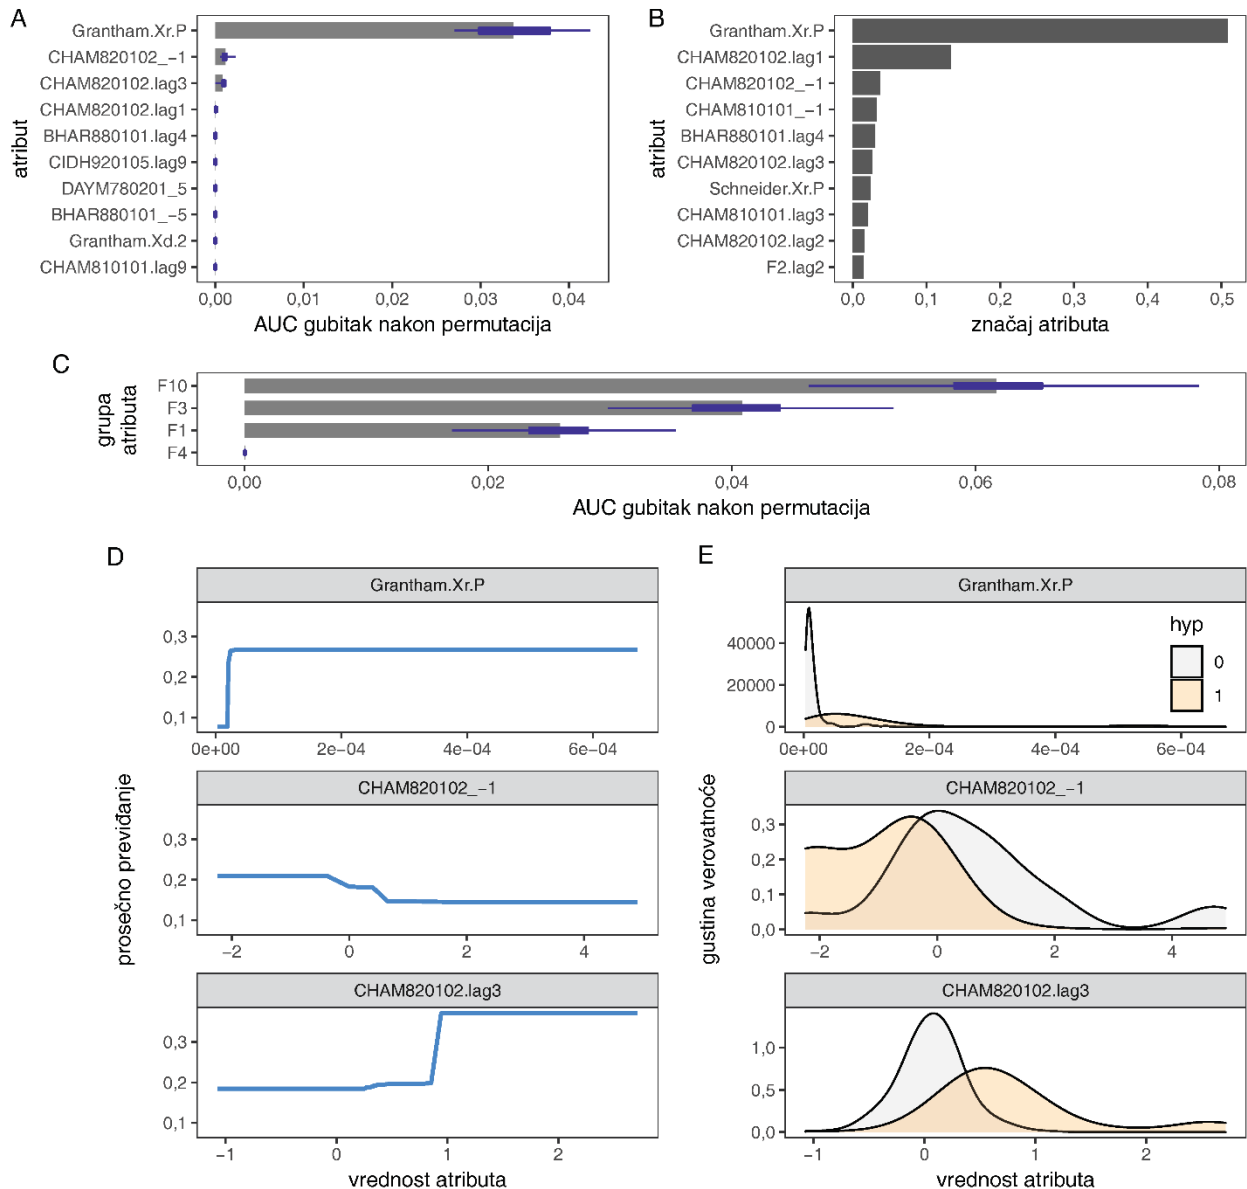 A
atribut
Grantham.Xr.P
CHAM820102_−1
CHAM820102.lag3
CHAM820102.lag1
BHAR880101.lag4
CIDH920105.lag9
DAYM780201_5
BHAR880101_−5
Grantham.Xd.2
CHAM810101.lag9
0,00 0,01 0,02 0,03 0,04
AUC gubitak nakon permutacija
B
atribut
Grantham.Xr.P
CHAM820102.lag1
CHAM820102_−1
CHAM810101_−1
BHAR880101.lag4
CHAM820102.lag3
Schneider.Xr.P
CHAM810101.lag3
CHAM820102.lag2
F2.lag2
0,0 0,1 0,2 0,3 0,4 0,5
značaj atributa
C
grupa
atributa
F10
F3
F1
F4
0,00 0,02 0,04 0,06 0,08
AUC gubitak nakon permutacija
D
prosečno previđanje
Grantham.Xr.P
0,3
0,2
0,1
0e+00 2e−04 4e−04 6e−04
CHAM820102_−1
0,3
0,2
0,1
−2 0 2 4
CHAM820102.lag3
0,3
0,2
0,1
−1 0 1 2
vrednost atributa
E
gustina verovatnoće
Grantham.Xr.P
40000
20000
0
hyp
0
1
0e+00 2e−04 4e−04 6e−04
CHAM820102_−1
0,3
0,2
0,1
0,0
−2 0 2 4
CHAM820102.lag3
1,0
0,5
0,0
−1 0 1 2
vrednost atributa